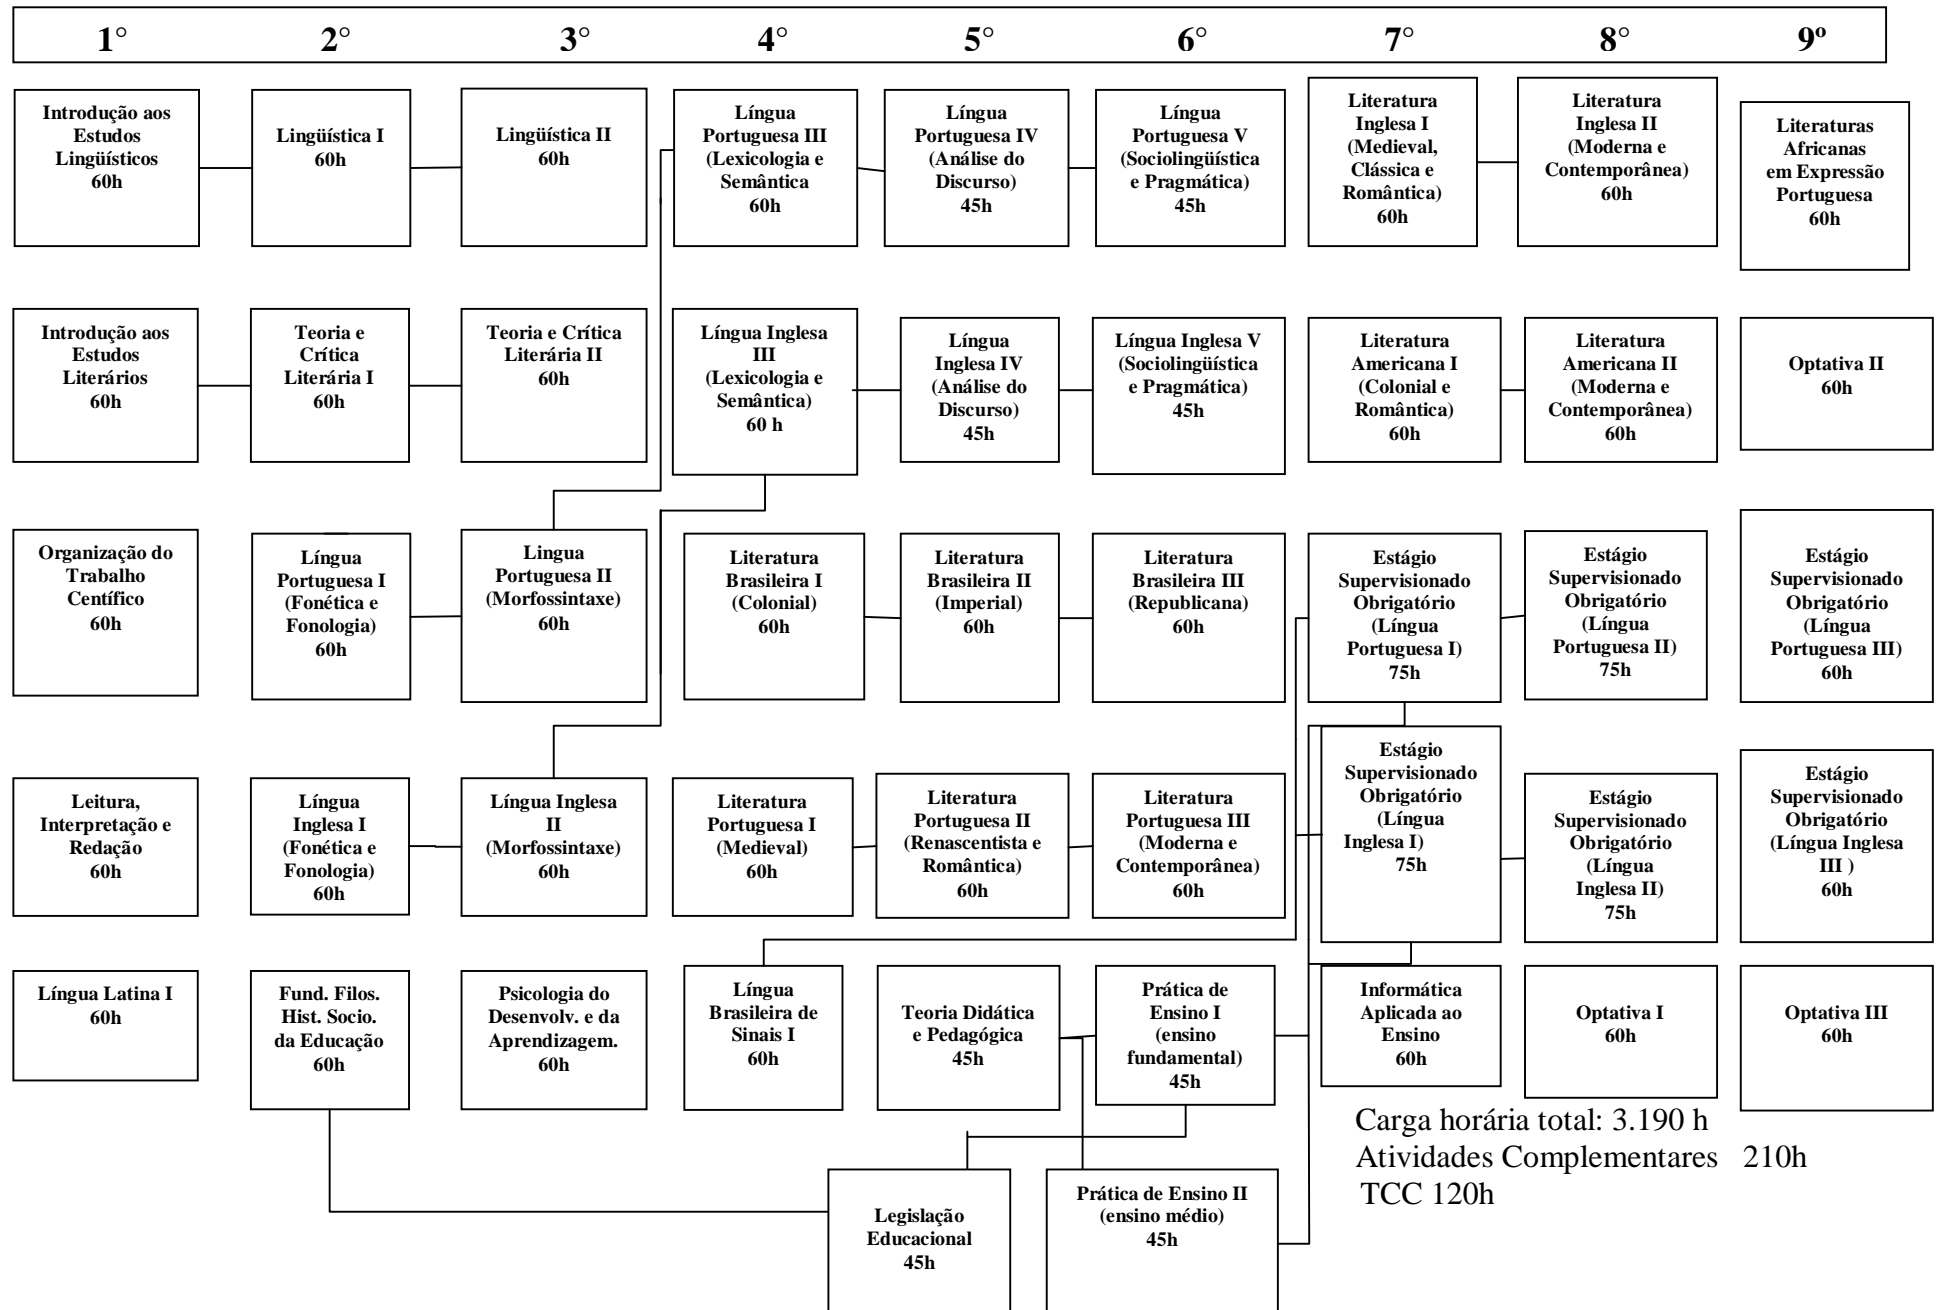 1° 2° 3° 4° 5° 6° 7° 8° 9º
Introdução aos
Estudos
Lingüísticos
60h
Lingüística I
60h
Lingüística II
60h
Língua
Portuguesa III
(Lexicologia e
Semântica
60h
Língua
Portuguesa IV
(Análise do
Discurso)
45h
Língua
Portuguesa V
(Sociolingüística
e Pragmática)
45h
Literatura
Inglesa I
(Medieval,
Clássica e
Romântica)
60h
Literatura
Inglesa II
(Moderna e
Contemporânea)
60h
Literaturas
Africanas
em Expressão
Portuguesa
60h
Introdução aos
Estudos
Literários
60h
Teoria e
Crítica
Literária I
60h
Teoria e Crítica
Literária II
60h
Língua Inglesa
III
(Lexicologia e
Semântica)
60 h
Língua
Inglesa IV
(Análise do
Discurso)
45h
Língua Inglesa V
(Sociolingüística
e Pragmática)
45h
Literatura
Americana I
(Colonial e
Romântica)
60h
Literatura
Americana II
(Moderna e
Contemporânea)
60h
Optativa II
60h
Organização do
Trabalho
Centífico
60h
Língua
Portuguesa I
(Fonética e
Fonologia)
60h
Lingua
Portuguesa II
(Morfossintaxe)
60h
Literatura
Brasileira I
(Colonial)
60h
Literatura
Brasileira II
(Imperial)
60h
Literatura
Brasileira III
(Republicana)
60h
Estágio
Supervisionado
Obrigatório
(Língua
Portuguesa I)
75h
Estágio
Supervisionado
Obrigatório
(Língua
Portuguesa II)
75h
Estágio
Supervisionado
Obrigatório
(Língua
Portuguesa III)
60h
Leitura,
Interpretação e
Redação
60h
Língua
Inglesa I
(Fonética e
Fonologia)
60h
Língua Inglesa
II
(Morfossintaxe)
60h
Literatura
Portuguesa I
(Medieval)
60h
Literatura
Portuguesa II
(Renascentista e
Romântica)
60h
Literatura
Portuguesa III
(Moderna e
Contemporânea)
60h
Estágio
Supervisionado
Obrigatório
(Língua
Inglesa I)
75h
Estágio
Supervisionado
Obrigatório
(Língua
Inglesa II)
75h
Estágio
Supervisionado
Obrigatório
(Língua Inglesa
III )
60h
Língua Latina I
60h
Fund. Filos.
Hist. Socio.
da Educação
60h
Psicologia do
Desenvolv. e da
Aprendizagem.
60h
Língua
Brasileira de
Sinais I
60h
Teoria Didática
e Pedagógica
45h
Prática de
Ensino I
(ensino
fundamental)
45h
Informática
Aplicada ao
Ensino
60h
Optativa I
60h
Optativa III
60h
Legislação
Educacional
45h
Prática de Ensino II
(ensino médio)
45h
Carga horária total: 3.190 h
Atividades Complementares 210h
TCC 120h